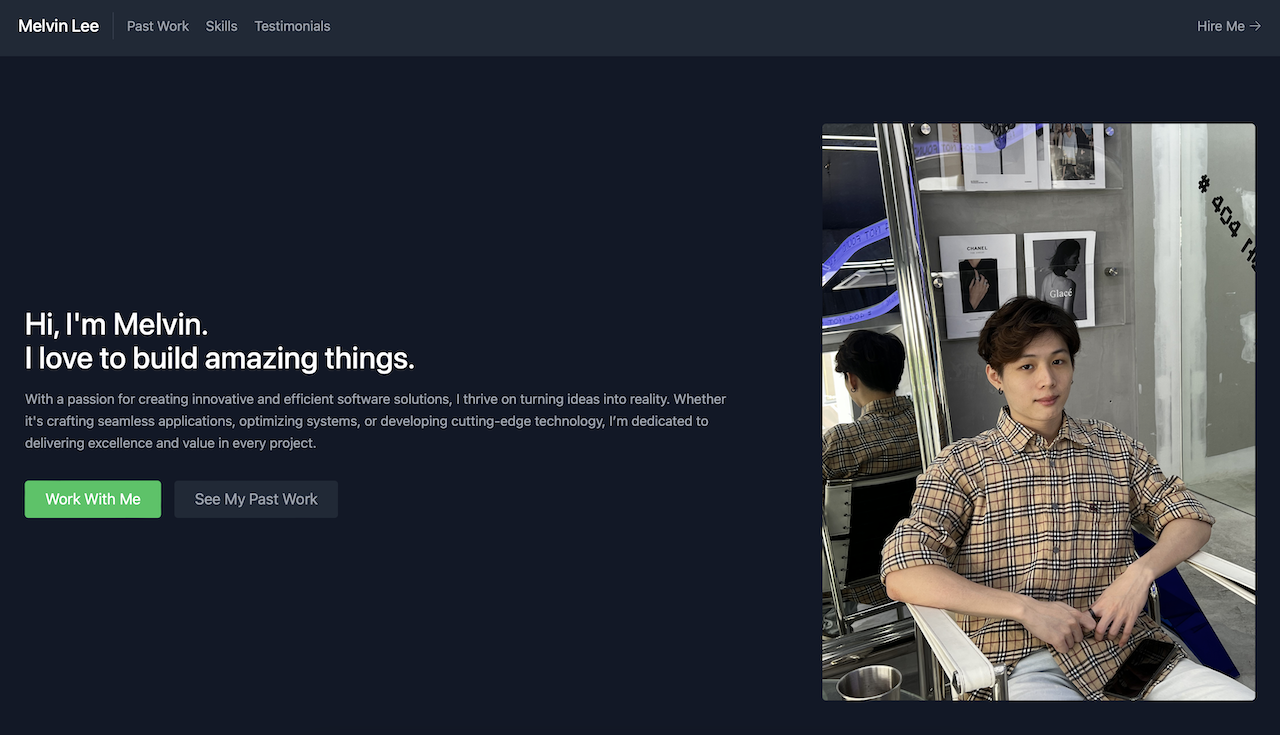 Melvin Lee
Past Work
Skills
Testimonials
Hire Me →
Hi, I'm Melvin.
I love to build amazing things.
With a passion for creating innovative and efficient software solutions, I thrive on turning ideas into reality. Whether
it's crafting seamless applications, optimizing systems, or developing cutting-edge technology, I’m dedicated to
delivering excellence and value in every project.
Work With Me
See My Past Work
CHANEL
Glacé
# 404